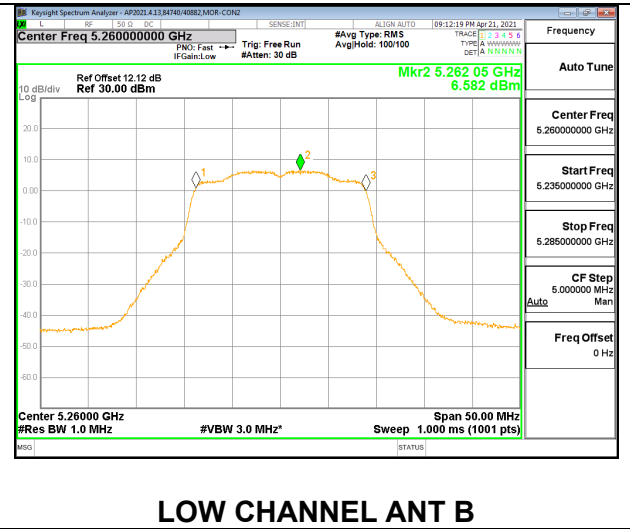 Keysight Spectrum Analyzer - AP2021.4.13,84740/40882,MOR-CON2
L RF 50 Ω DC SENSE:INT ALIGN AUTO 09:12:19 PM Apr 21, 2021
Center Freq 5.260000000 GHz #Avg Type: RMS TRACE 1 2 3 4 5 6 Frequency
PNO: Fast Trig: Free Run Avg|Hold: 100/100 TYPE A WWWWW
IFGain:Low #Atten: 30 dB DET A N N N N N
Auto Tune
Mkr2 5.262 05 GHz
Ref Offset 12.12 dB
10 dB/div Ref 30.00 dBm 6.582 dBm
Log
Center Freq
5.260000000 GHz
20.0
10.0
2
1
3
Start Freq
5.235000000 GHz
0.00
-10.0
Stop Freq
5.285000000 GHz
-20.0
-30.0
CF Step
5.000000 MHz
Auto Man
-40.0
-50.0
Freq Offset
0 Hz
-60.0
Center 5.26000 GHz Span 50.00 MHz
#Res BW 1.0 MHz #VBW 3.0 MHz* Sweep 1.000 ms (1001 pts)
MSG STATUS
LOW CHANNEL ANT B